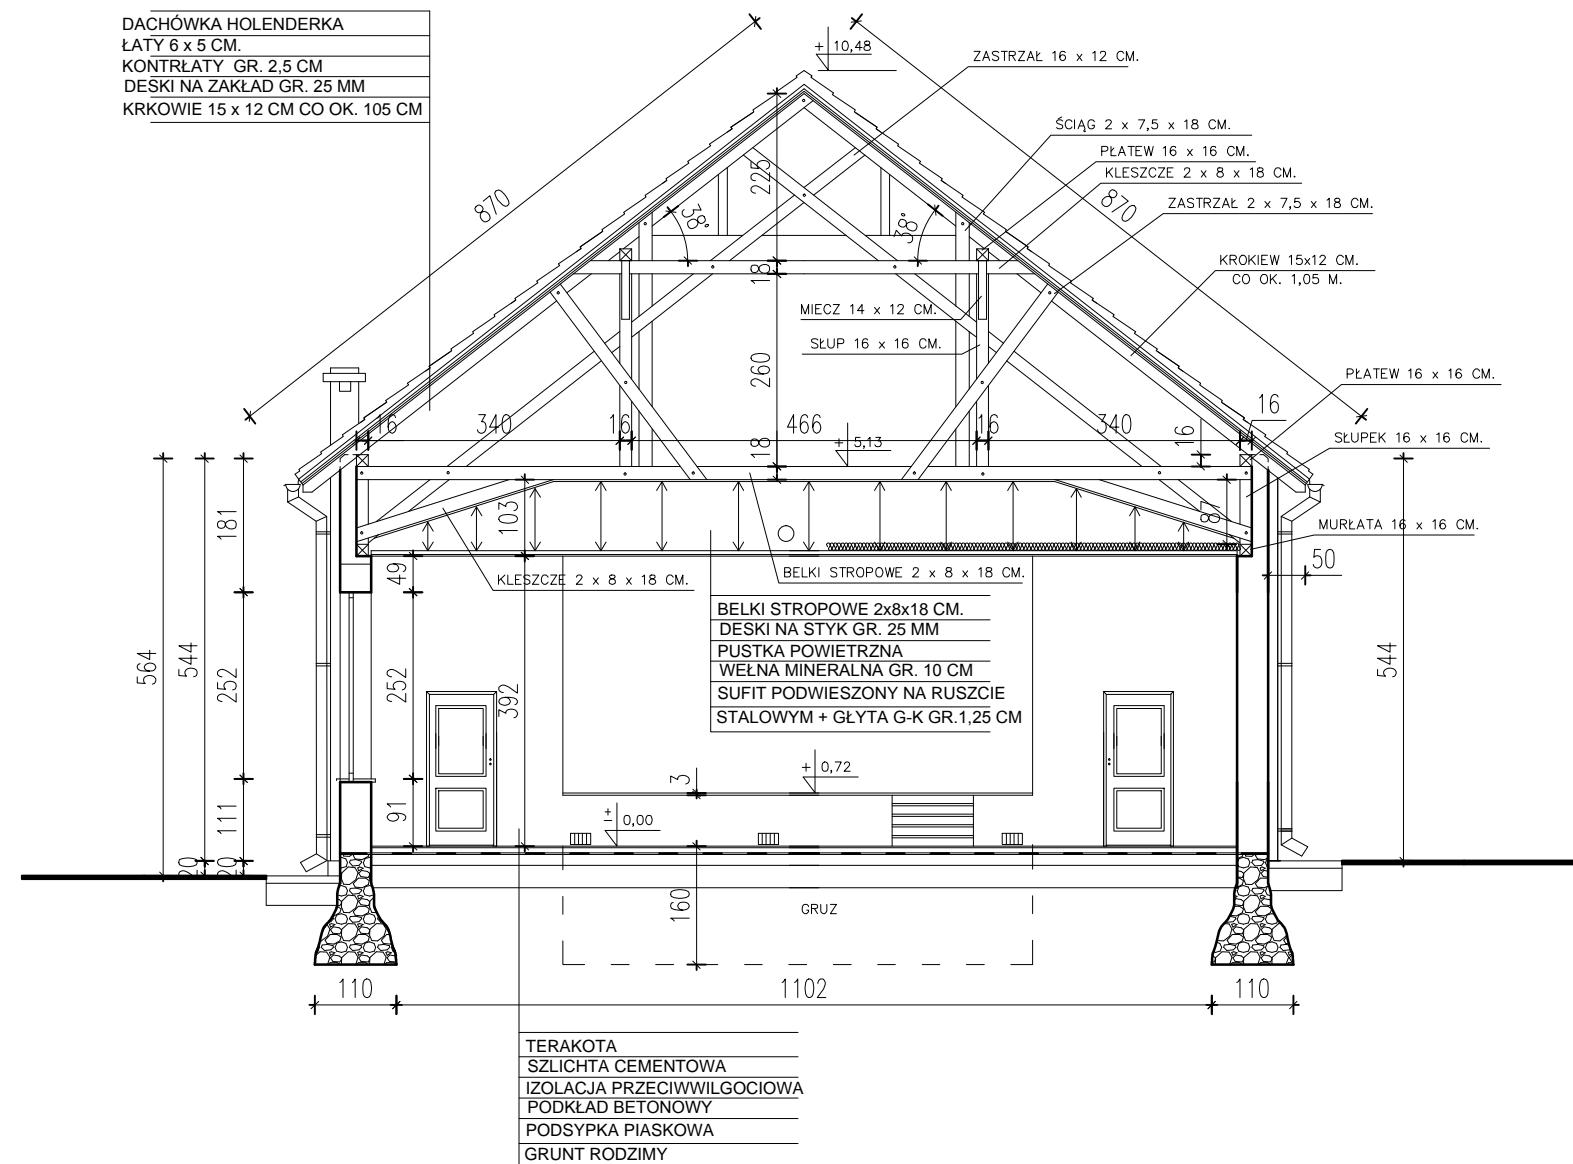 DACHÓWKA HOLENDERKA
ŁATY 6 x 5 CM.
KONTRŁATY GR. 2,5 CM
DESKI NA ZAKŁAD GR. 25 MM
KRKOWIE 15 x 12 CM CO OK. 105 CM
+ 10,48
ZASTRZAŁ 16 x 12 CM.
ŚCIĄG 2 x 7,5 x 18 CM.
PŁATEW 16 x 16 CM.
KLESZCZE 2 x 8 x 18 CM.
ZASTRZAŁ 2 x 7,5 x 18 CM.
870
225
870
38°
38°
KROKIEW 15x12 CM.
CO OK. 1,05 M.
18
MIECZ 14 x 12 CM.
SŁUP 16 x 16 CM.
260
PŁATEW 16 x 16 CM.
16
340
16
466
16
340
16
16
18
+ 5,13
SŁUPEK 16 x 16 CM.
181
103
87
MURŁATA 16 x 16 CM.
49
KLESZCZE 2 x 8 x 18 CM.
BELKI STROPOWE 2 x 8 x 18 CM.
50
BELKI STROPOWE 2x8x18 CM.
DESKI NA STYK GR. 25 MM
PUSTKA POWIETRZNA
WEŁNA MINERALNA GR. 10 CM
SUFIT PODWIESZONY NA RUSZCIE
STALOWYM + GŁYTA G-K GR.1,25 CM
564
544
252
252
392
544
3
+ 0,72
111
91
± 0,00
20
20
160
GRUZ
110
1102
110
TERAKOTA
SZLICHTA CEMENTOWA
IZOLACJA PRZECIWWILGOCIOWA
PODKŁAD BETONOWY
PODSYPKA PIASKOWA
GRUNT RODZIMY